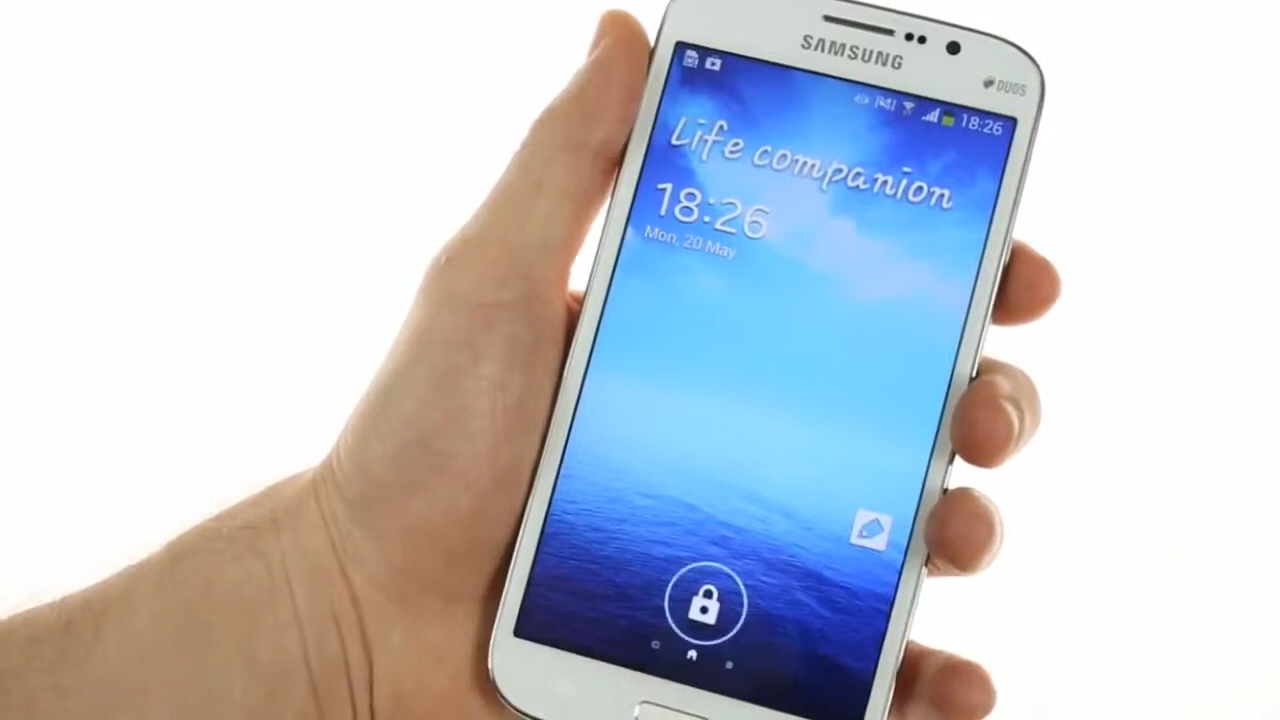 SAMSUNG
DUOS
18:26
Life companion
18:26
Mon, 20 May